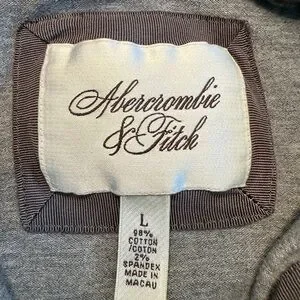 Abercrombie
& Fitch
L
98%
COTTON
/COTON
2%
SPANDEX
MADE IN
MACAU